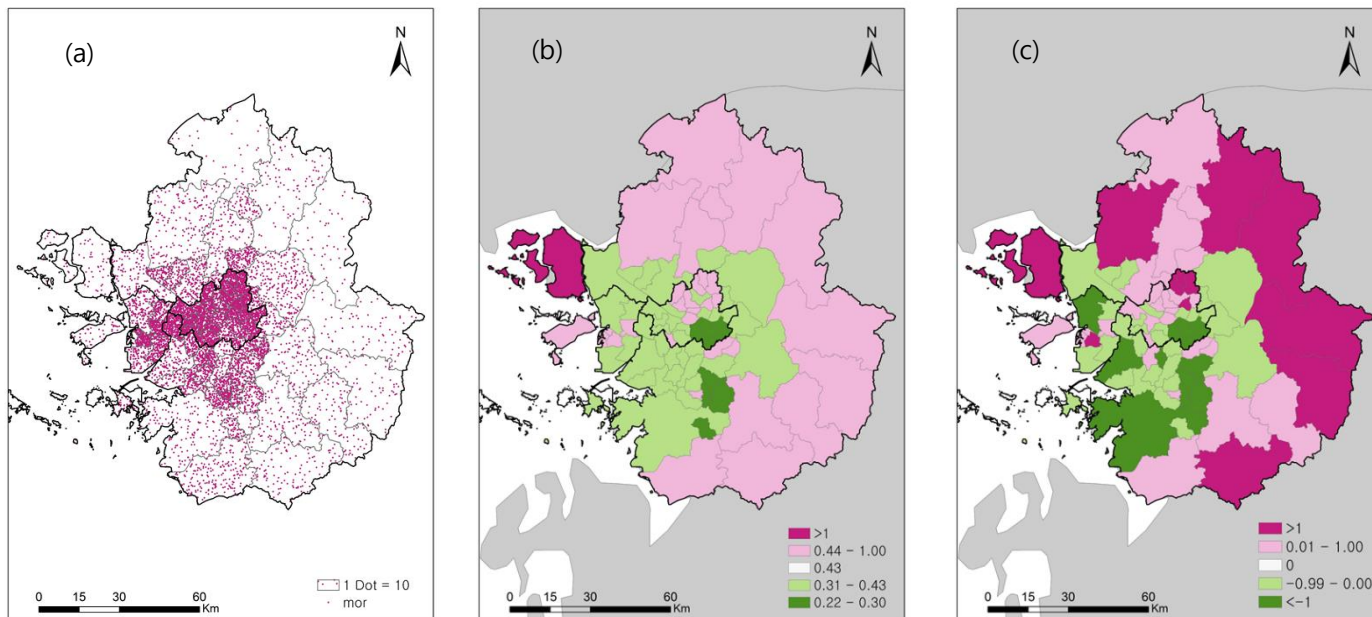 (a)
N
1 Dot = 10
mor
0 15 30 60
Km
(b)
N
>1
0.44 - 1.00
0.43
0.31 - 0.43
0.22 - 0.30
0 15 30 60
Km
(c)
N
>1
0.01 - 1.00
0
-0.99 - 0.00
<-1
0 15 30 60
Km